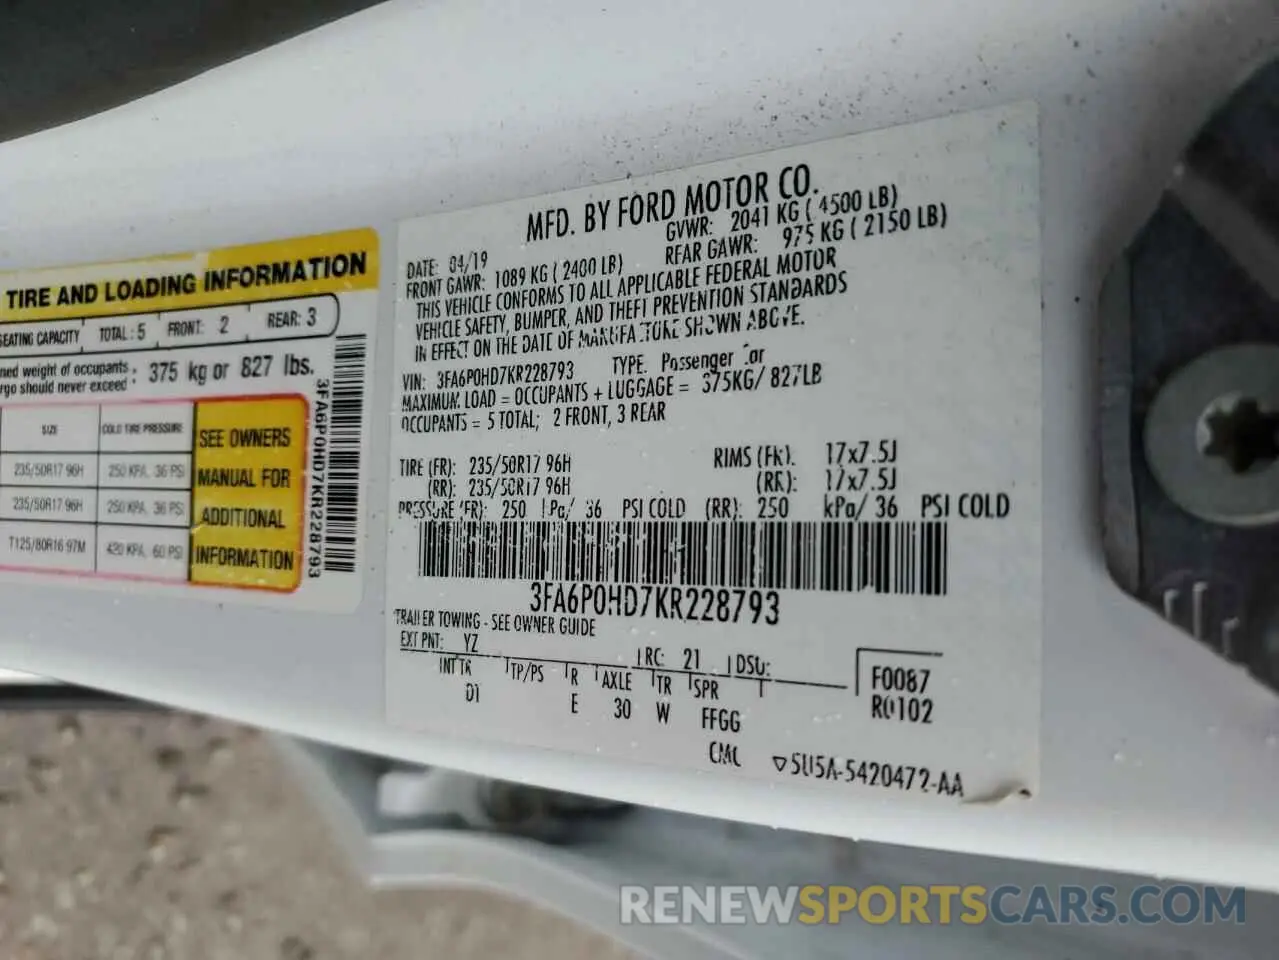 TIRE AND LOADING INFORMATION
SEATING CAPACITY TOTAL: 5 FRONT: 2 REAR: 3
ned weight of occupants
rgo should never exceed : 375 kg or 827 lbs.
SIZE COLD TIRE PRESSURE
235/50R17 96H 250 KPA, 36 PSI
235/50R17 96H 250 KPA, 36 PSI
T125/80R16 97M 420 KPA, 60 PSI
SEE OWNERS
MANUAL FOR
ADDITIONAL
INFORMATION
3FA6P0HD7KR228793
MFD. BY FORD MOTOR CO.
DATE: 04/19 GVWR: 2041 KG ( 4500 LB)
FRONT GAWR: 1089 KG ( 2400 LB) REAR GAWR: 975 KG ( 2150 LB)
THIS VEHICLE CONFORMS TO ALL APPLICABLE FEDERAL MOTOR
VEHICLE SAFETY, BUMPER, AND THEFT PREVENTION STANDARDS
IN EFFECT ON THE DATE OF MANUFACTURE SHOWN ABOVE.
VIN: 3FA6P0HD7KR228793 TYPE: Passenger Car
MAXIMUM LOAD = OCCUPANTS + LUGGAGE = 375KG/ 827LB
OCCUPANTS = 5 TOTAL; 2 FRONT, 3 REAR
TIRE (FR): 235/50R17 96H RIMS (FR): 17x7.5J
(RR): 235/50R17 96H (RR): 17x7.5J
PRESSURE (FR): 250 kPa/ 36 PSI COLD (RR): 250 kPa/ 36 PSI COLD
3FA6P0HD7KR228793
TRAILER TOWING - SEE OWNER GUIDE
EXT PNT: YZ RC: 21 DSO:
INT TR TP/PS R AXLE TR SPR
D1 E 30 W FFGG
F0087
R0102
CMC
▽5U5A-5420472-AA
RENEWSPORTSCARS.COM